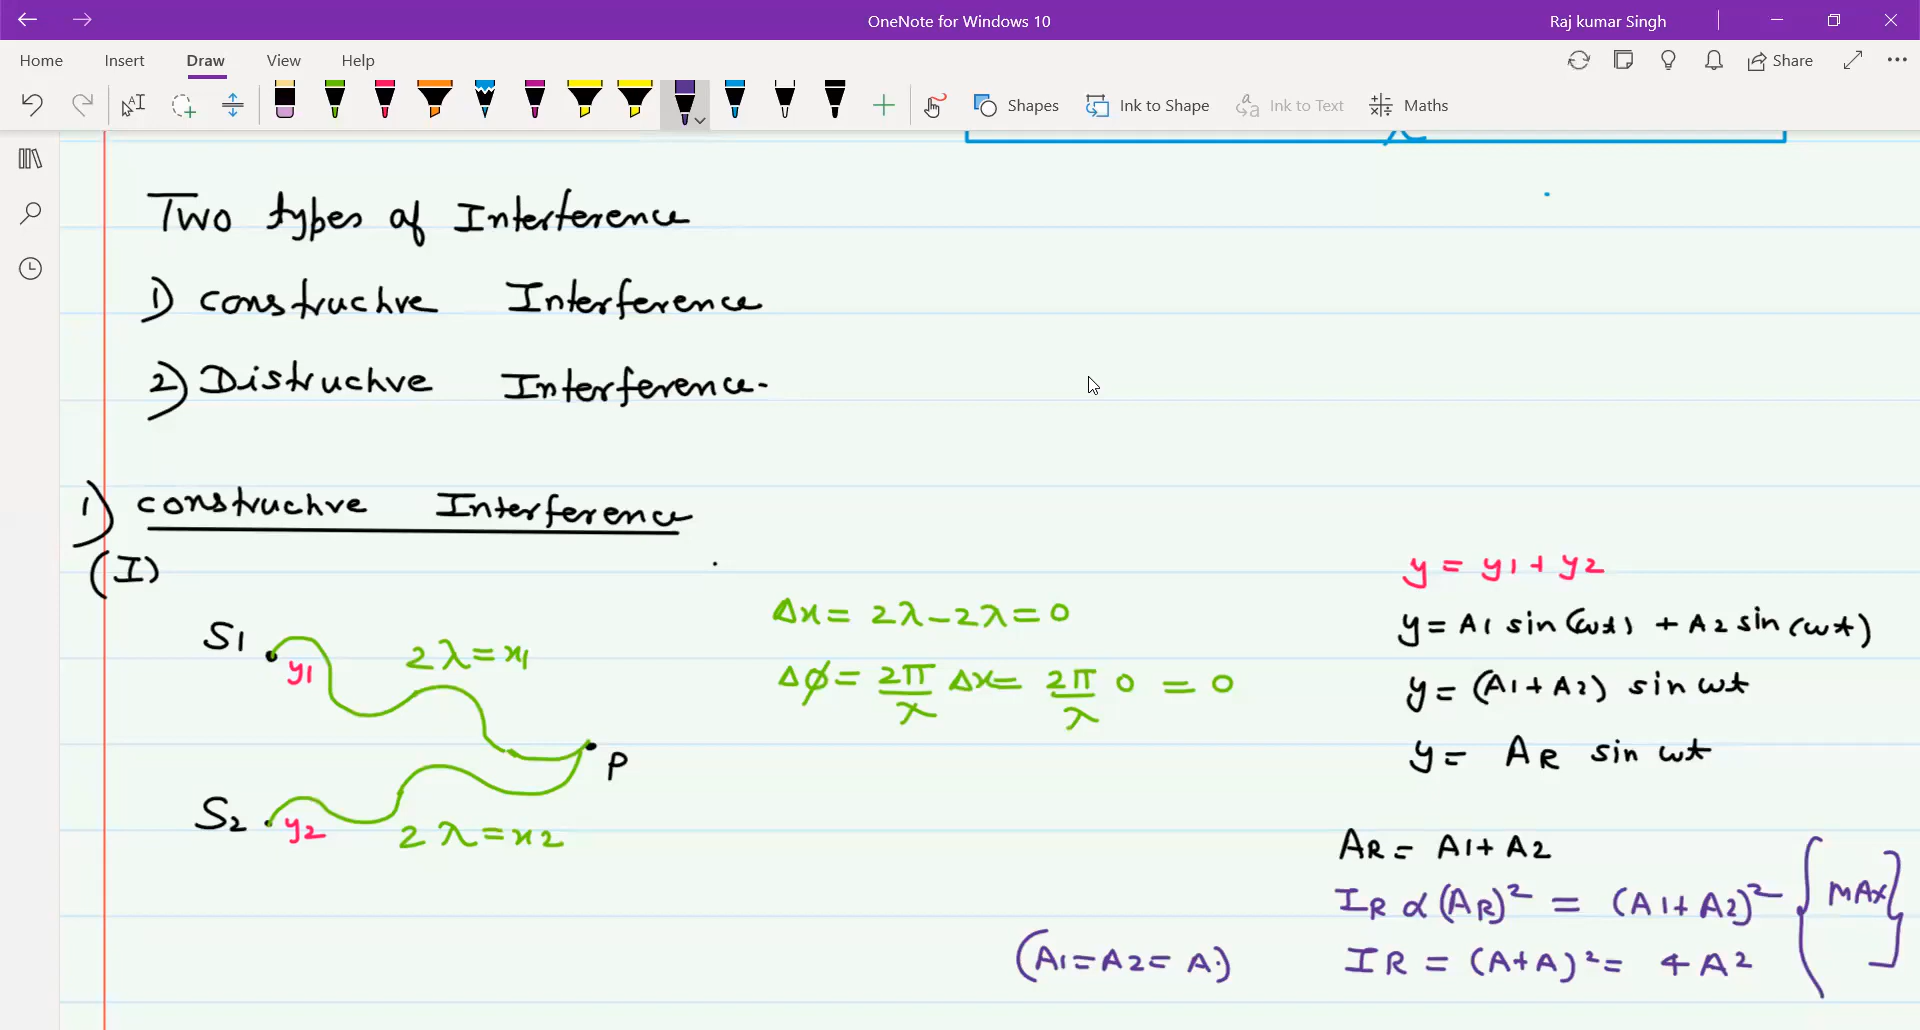 OneNote for Windows 10
Raj kumar Singh
Home Insert Draw View Help
Share
Shapes Ink to Shape Ink to Text Maths
Two types of Interference
1) constructive Interference
2) Distructive Interference-
1) constructive Interference
(I)
y = y1 + y2
Δx = 2λ-2λ=0
y= A1 sin(ωt) + A2 sin(ωt)
S1
y1
2λ=x1
Δϕ= 2π/λ Δx= 2π/λ 0 = 0
y= (A1+A2) sin ωt
y= AR sin ωt
P
S2
y2
2λ=x2
AR= A1+ A2
IR α (AR)² = (A1+A2)²
MAX
(A1=A2= A.)
IR = (A+A)²= 4A2